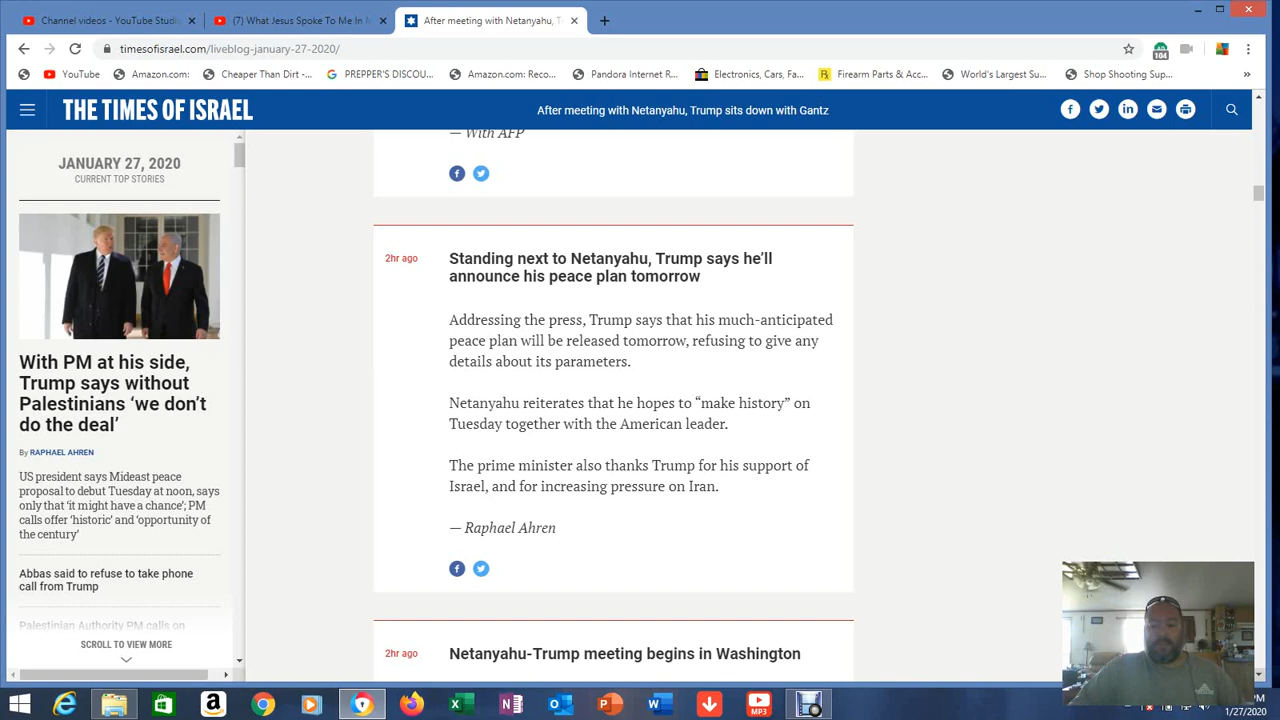 Channel videos - YouTube Studio
(7) What Jesus Spoke To Me In
After meeting with Netanyahu, T
timesofisrael.com/liveblog-january-27-2020/
104
YouTube
Amazon.com:
Cheaper Than Dirt -...
PREPPER'S DISCOU...
Amazon.com: Reco...
Pandora Internet R...
Electronics, Cars, Fa...
Firearm Parts & Acc...
World's Largest Su...
Shop Shooting Sup...
»
THE TIMES OF ISRAEL
After meeting with Netanyahu, Trump sits down with Gantz
JANUARY 27, 2020
CURRENT TOP STORIES
With PM at his side,
Trump says without
Palestinians ‘we don’t
do the deal’
By RAPHAEL AHREN
US president says Mideast peace
proposal to debut Tuesday at noon, says
only that ‘it might have a chance’; PM
calls offer ‘historic’ and ‘opportunity of
the century’
Abbas said to refuse to take phone
call from Trump
Palestinian Authority PM calls on
SCROLL TO VIEW MORE
— With AFP
2hr ago
Standing next to Netanyahu, Trump says he’ll
announce his peace plan tomorrow
Addressing the press, Trump says that his much-anticipated
peace plan will be released tomorrow, refusing to give any
details about its parameters.
Netanyahu reiterates that he hopes to “make history” on
Tuesday together with the American leader.
The prime minister also thanks Trump for his support of
Israel, and for increasing pressure on Iran.
— Raphael Ahren
2hr ago
Netanyahu-Trump meeting begins in Washington
MP3
PM
1/27/2020